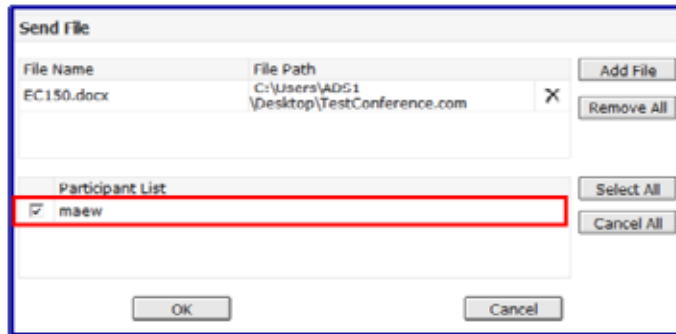 Send File
File Name File Path Add File
EC150.docx C:\Users\ADS1
\Desktop\TestConference.com Remove All
Participant List Select All
maew
Cancel All
OK Cancel